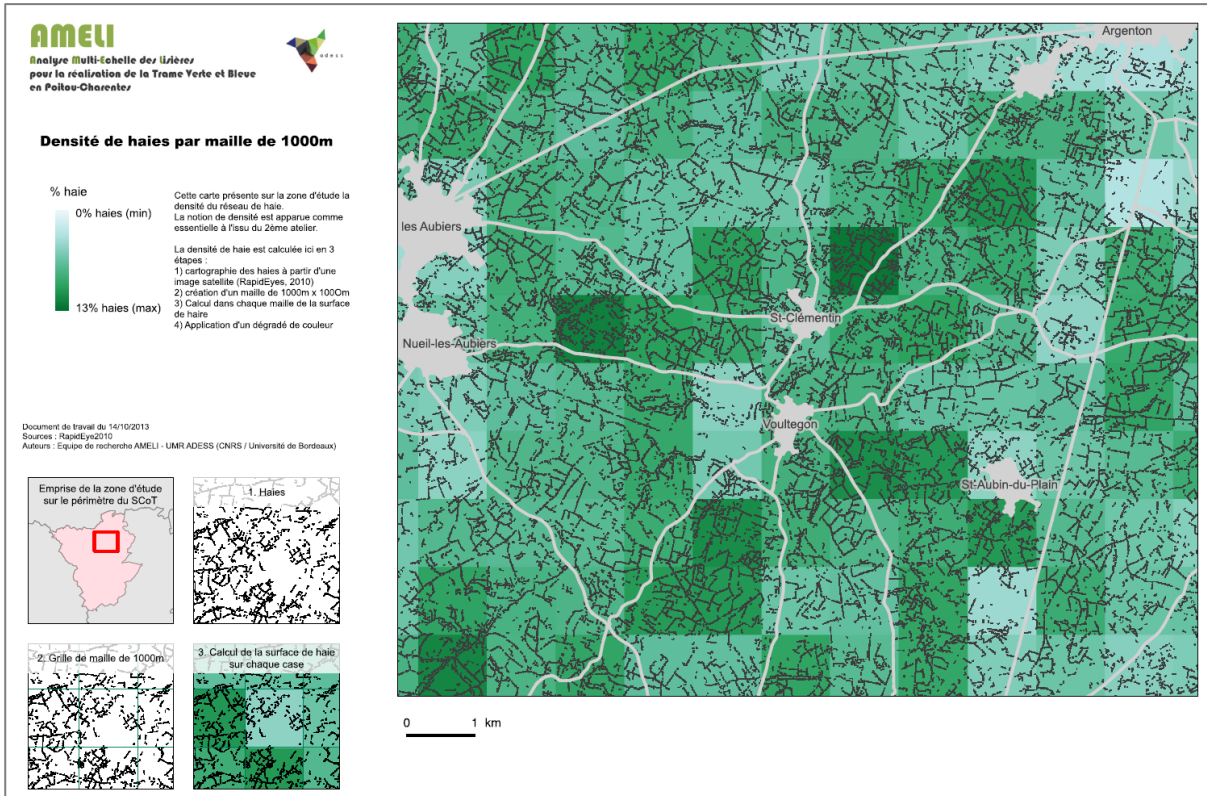 AMELI
Analyse Multi-Echelle des Lisières
pour la réalisation de la Trame Verte et Bleue
en Poitou-Charentes
adess
Densité de haies par maille de 1000m
% haie
0% haies (min)
13% haies (max)
Cette carte présente sur la zone d'étude la
densité du réseau de haie.
La notion de densité est apparue comme
essentielle à l'issu du 2ème atelier.
La densité de haie est calculée ici en 3
étapes :
1) cartographie des haies à partir d'une
image satellite (RapidEyes, 2010)
2) création d'un maille de 1000m x 100Om
3) Calcul dans chaque maille de la surface
de haire
4) Application d'un dégradé de couleur
Document de travail du 14/10/2013
Sources : RapidEye2010
Auteurs : Equipe de recherche AMELI - UMR ADESS (CNRS / Université de Bordeaux)
Emprise de la zone d'étude
sur le périmètre du SCoT
1. Haies
2. Grille de maille de 1000m
3. Calcul de la surface de haie
sur chaque case
Argenton
les Aubiers
St-Clémentin
Nueil-les-Aubiers
Voultegon
St-Aubin-du-Plain
0 1 km